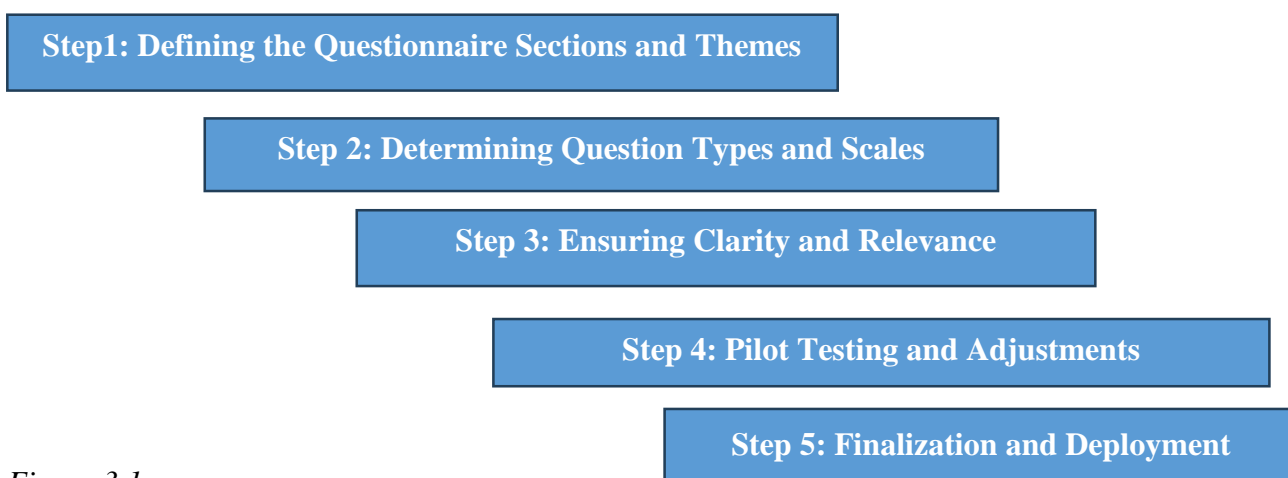 Step1: Defining the Questionnaire Sections and Themes
Step 2: Determining Question Types and Scales
Step 3: Ensuring Clarity and Relevance
Step 4: Pilot Testing and Adjustments
Step 5: Finalization and Deployment